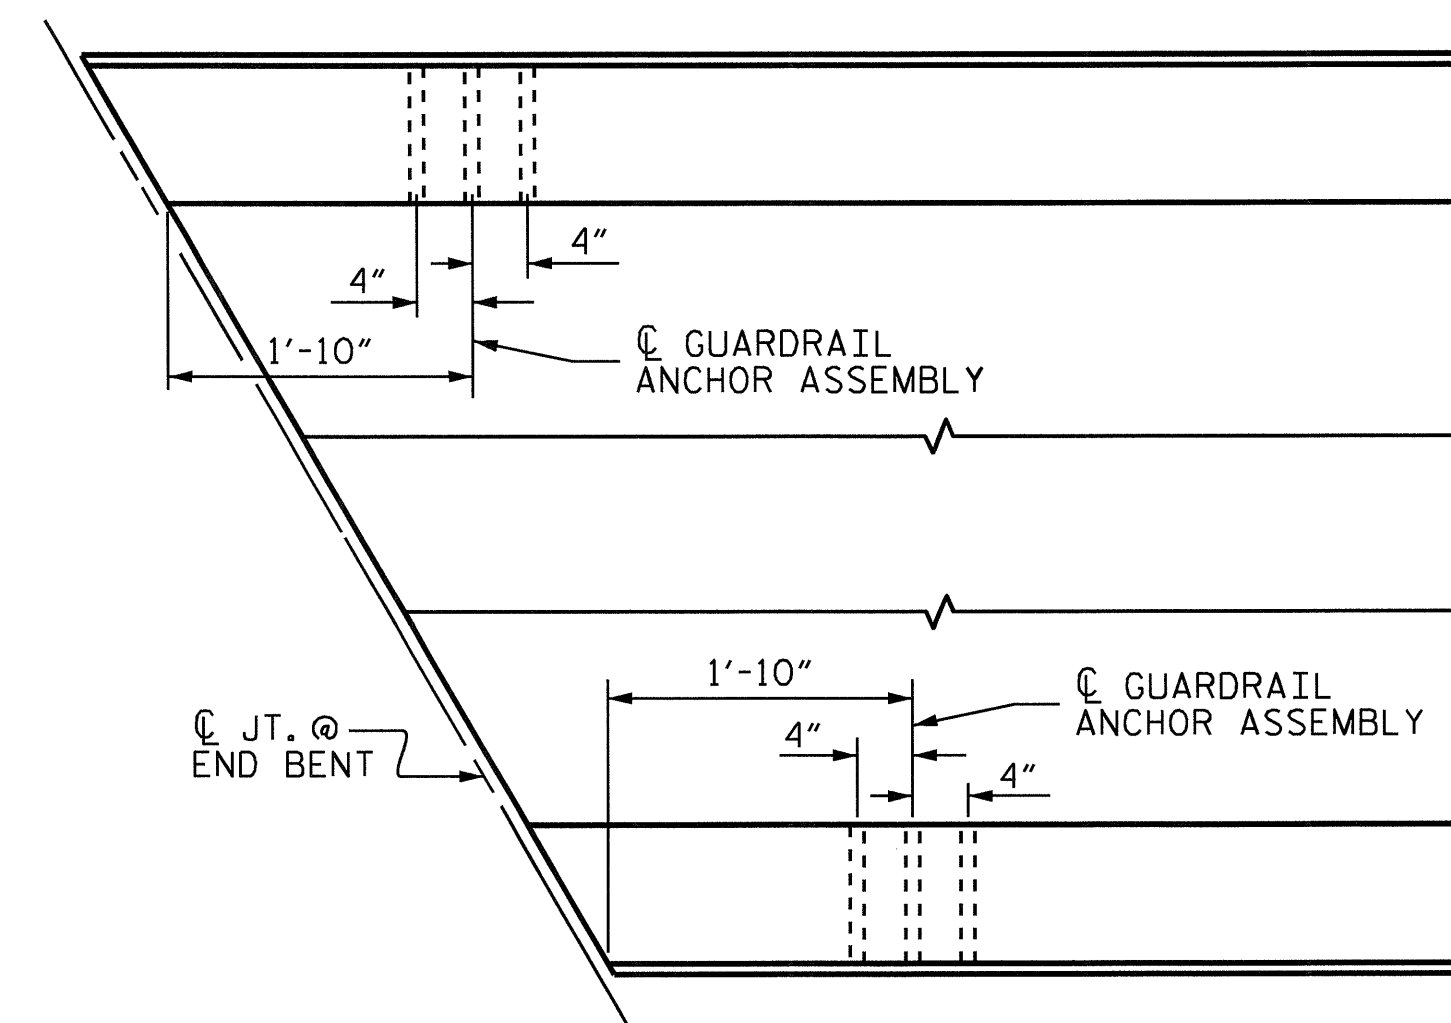 4"
4"
1'-10"
℄ GUARDRAIL
ANCHOR ASSEMBLY
1'-10"
℄ GUARDRAIL
ANCHOR ASSEMBLY
4"
4"
℄ JT. @
END BENT